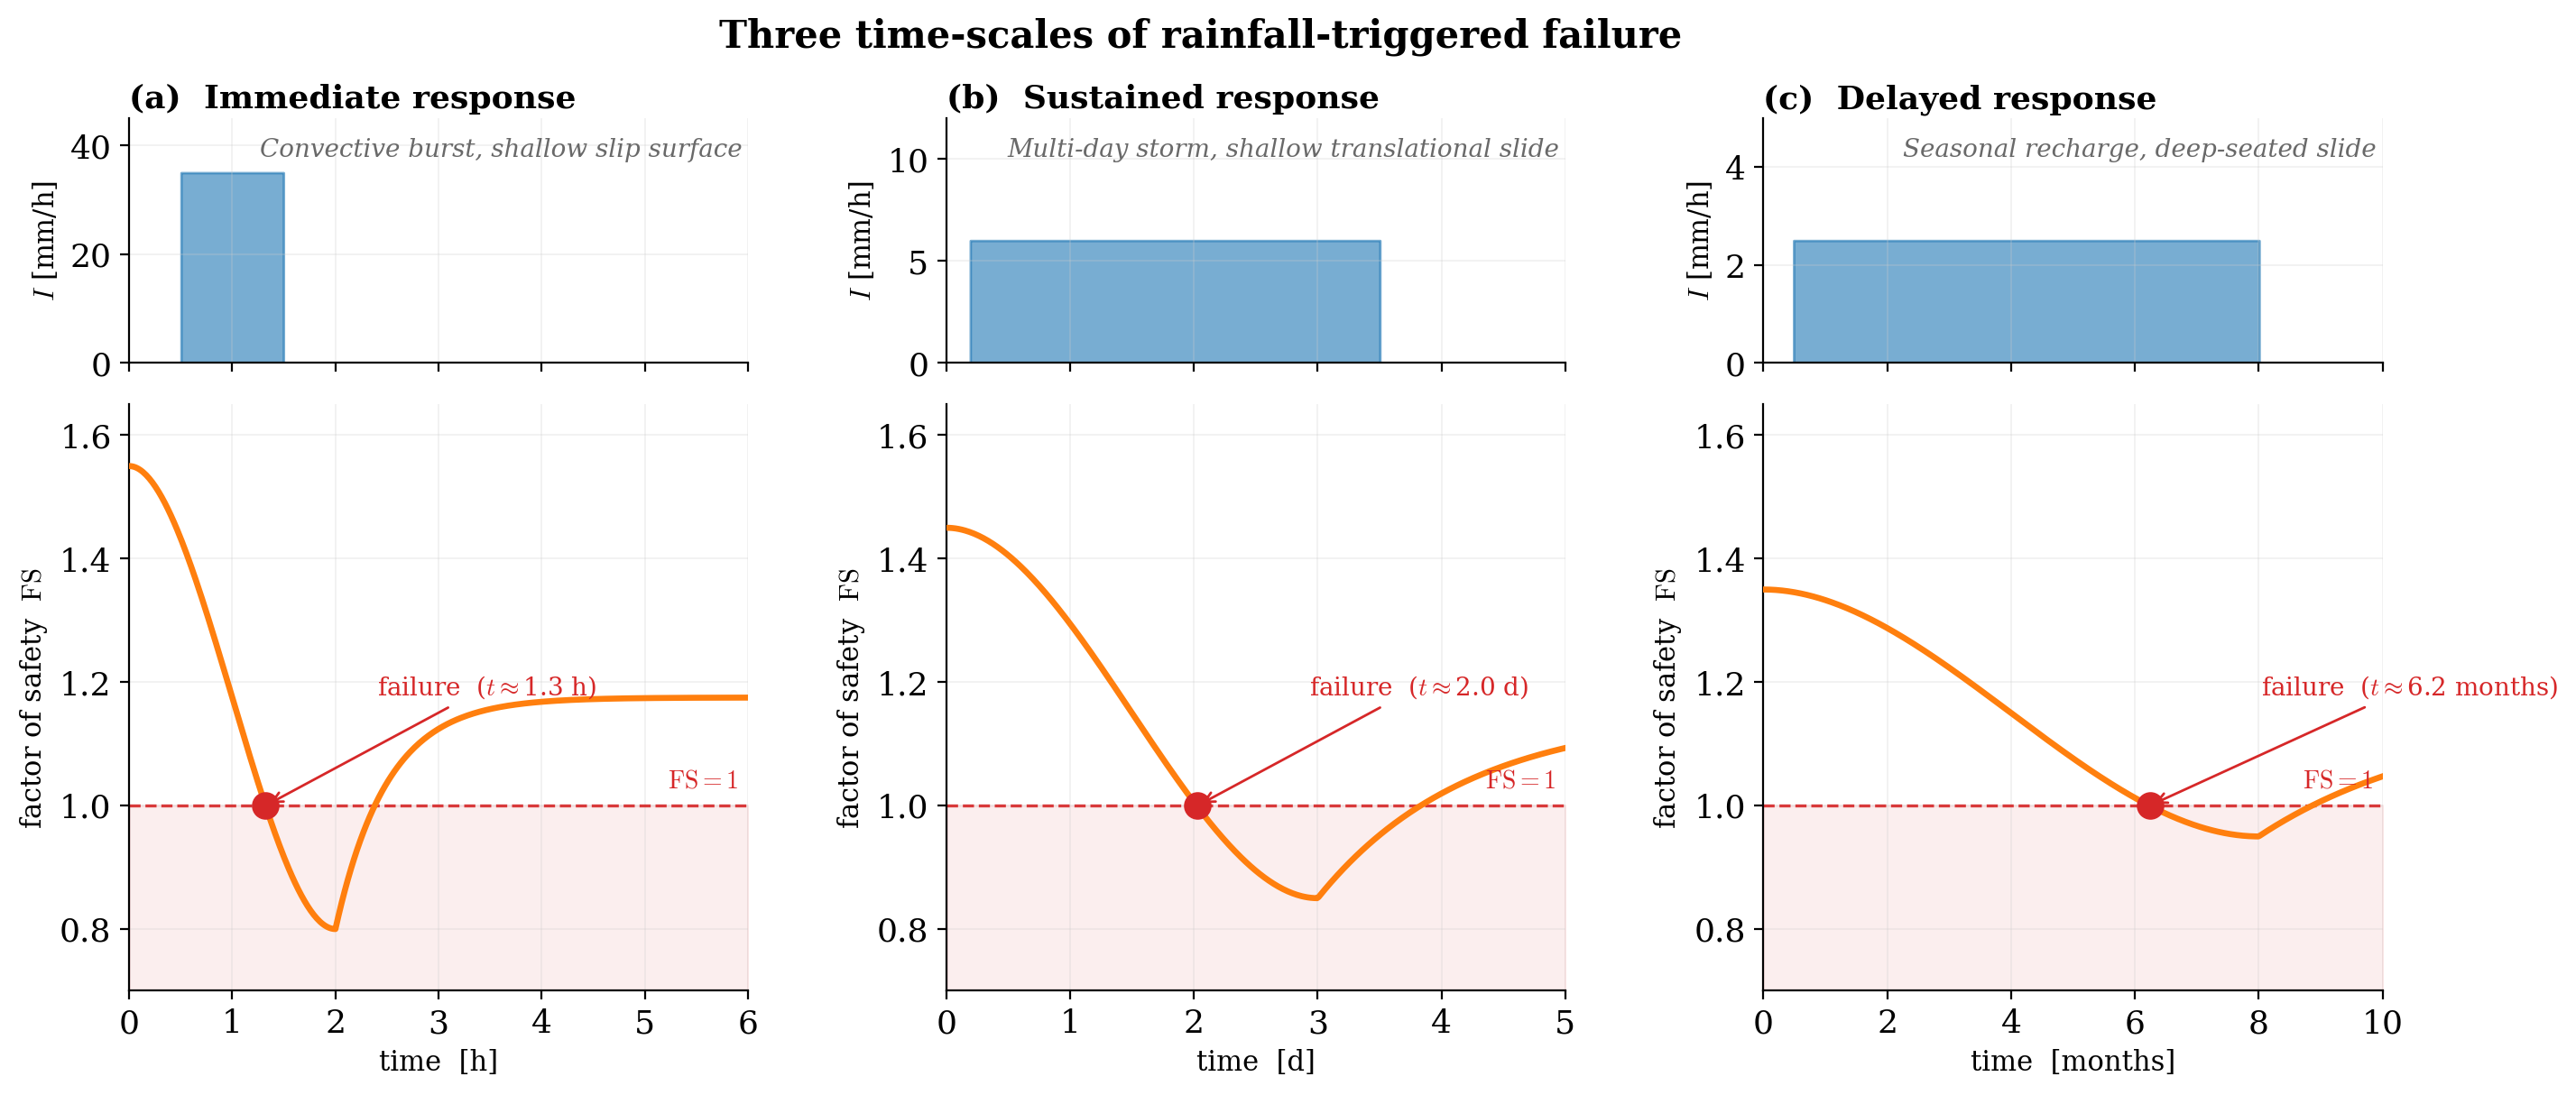 Three time-scales of rainfall-triggered failure
(a) Immediate response
Convective burst, shallow slip surface
I [mm/h]
40
20
0
factor of safety FS
1.6
1.4
1.2
1.0
0.8
failure (t≈1.3 h)
FS = 1
0 1 2 3 4 5 6
time [h]
(b) Sustained response
Multi-day storm, shallow translational slide
I [mm/h]
10
5
0
factor of safety FS
1.6
1.4
1.2
1.0
0.8
failure (t≈2.0 d)
FS = 1
0 1 2 3 4 5
time [d]
(c) Delayed response
Seasonal recharge, deep-seated slide
I [mm/h]
4
2
0
factor of safety FS
1.6
1.4
1.2
1.0
0.8
failure (t≈6.2 months)
FS = 1
0 2 4 6 8 10
time [months]